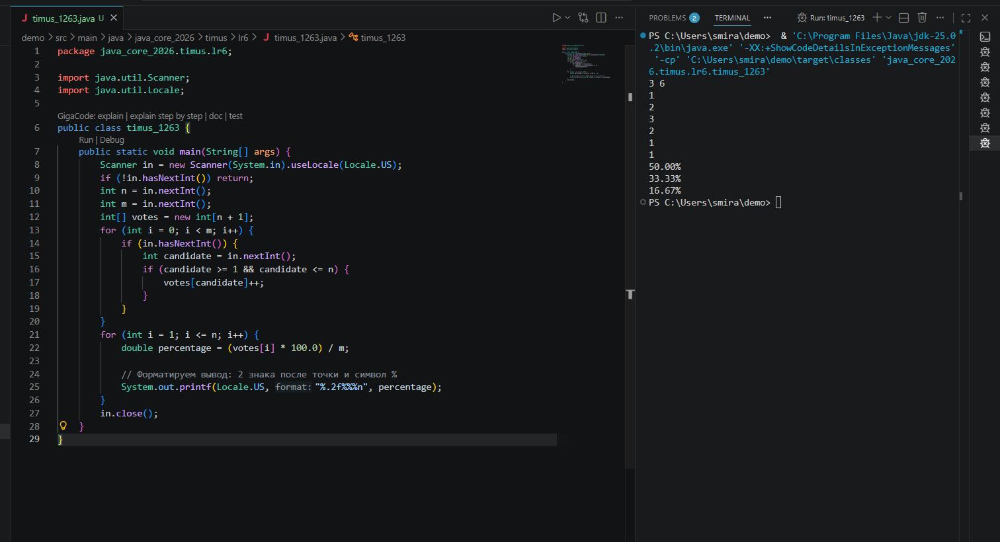 timus_1263.java U
demo > src > main > java > java_core_2026 > timus > lr6 > timus_1263.java > timus_1263
1 package java_core_2026.timus.lr6;
2
3 import java.util.Scanner;
4 import java.util.Locale;
5
GigaCode: explain | explain step by step | doc | test
6 public class timus_1263 {
Run | Debug
7 public static void main(String[] args) {
8 Scanner in = new Scanner(System.in).useLocale(Locale.US);
9 if (!in.hasNextInt()) return;
10 int n = in.nextInt();
11 int m = in.nextInt();
12 int[] votes = new int[n + 1];
13 for (int i = 0; i < m; i++) {
14 if (in.hasNextInt()) {
15 int candidate = in.nextInt();
16 if (candidate >= 1 && candidate <= n) {
17 votes[candidate]++;
18 }
19 }
20 }
21 for (int i = 1; i <= n; i++) {
22 double percentage = (votes[i] * 100.0) / m;
23
24 // Форматируем вывод: 2 знака после точки и символ %
25 System.out.printf(Locale.US, format: "%.2f%%%n", percentage);
26 }
27 in.close();
28 }
29 }
PROBLEMS 2 TERMINAL ··· Run: timus_1263
PS C:\Users\smira\demo> & 'C:\Program Files\Java\jdk-25.0
.2\bin\java.exe' '-XX:+ShowCodeDetailsInExceptionMessages'
'-cp' 'C:\Users\smira\demo\target\classes' 'java_core_202
6.timus.lr6.timus_1263'
3 6
1
2
3
2
1
1
50.00%
33.33%
16.67%
PS C:\Users\smira\demo>